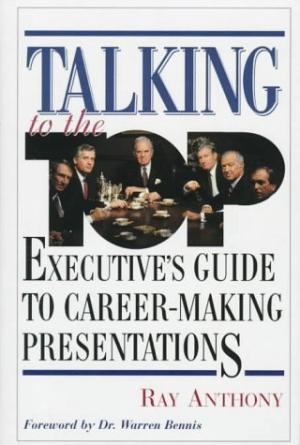 TALKING
to the
TOP
EXECUTIVE'S GUIDE
TO CAREER-MAKING
PRESENTATIONS
RAY ANTHONY
Foreword by Dr. Warren Bennis